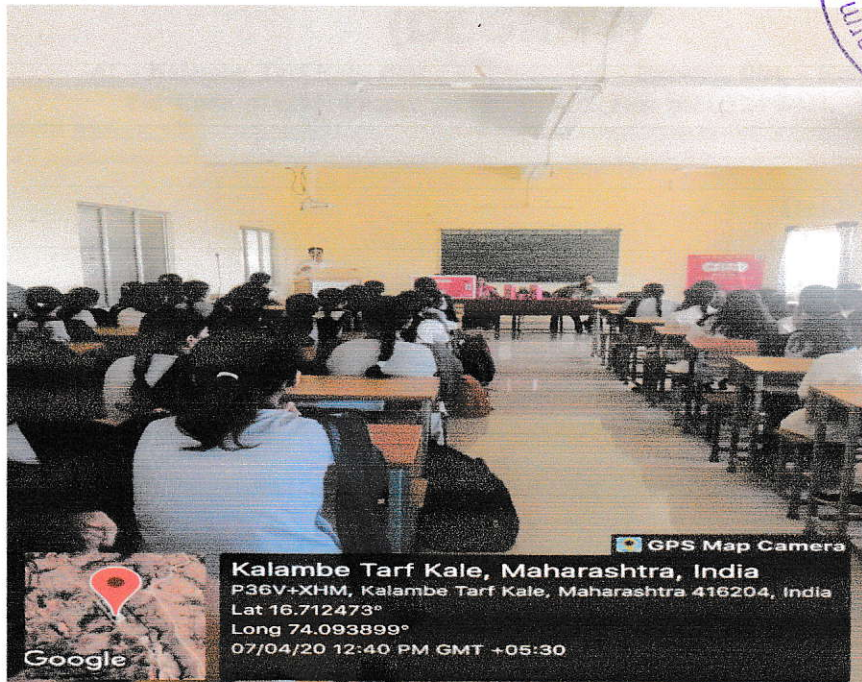 GPS Map Camera
Kalambe Tarf Kale, Maharashtra, India
P36V+XHM, Kalambe Tarf Kale, Maharashtra 416204, India
Lat 16.712473°
Long 74.093899°
07/04/20 12:40 PM GMT +05:30
Google